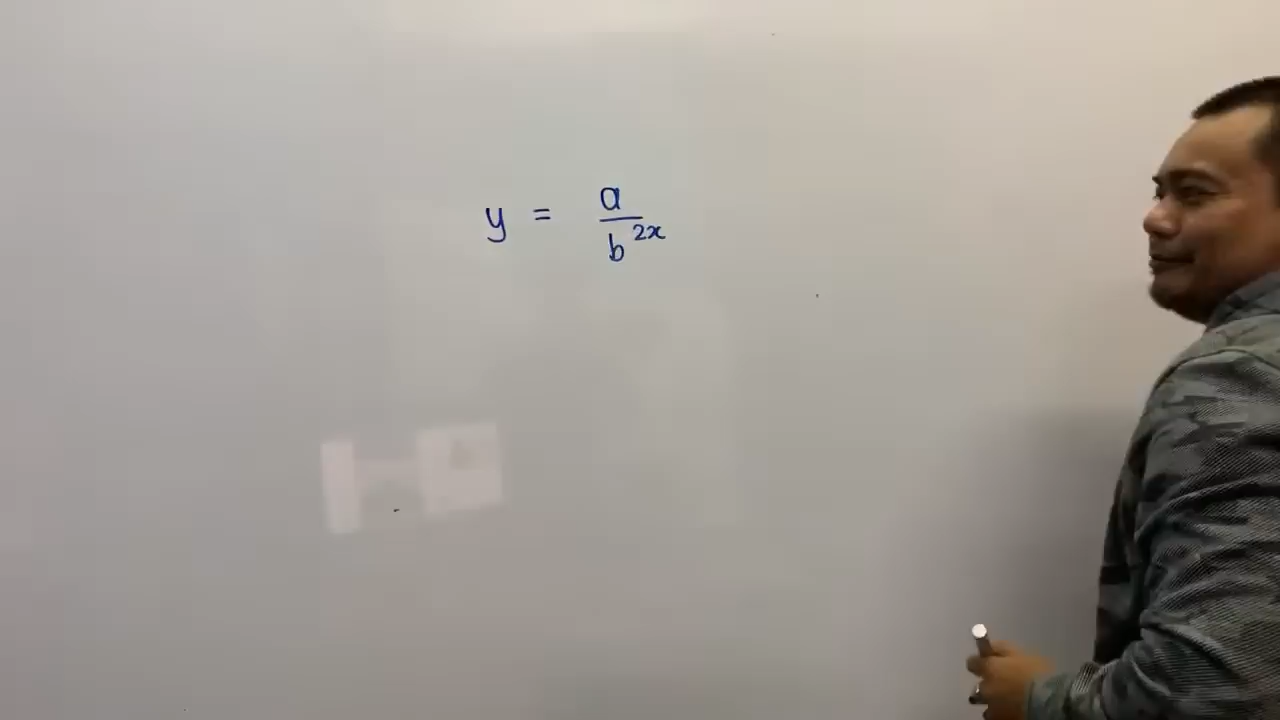 y = a / b^{2x}